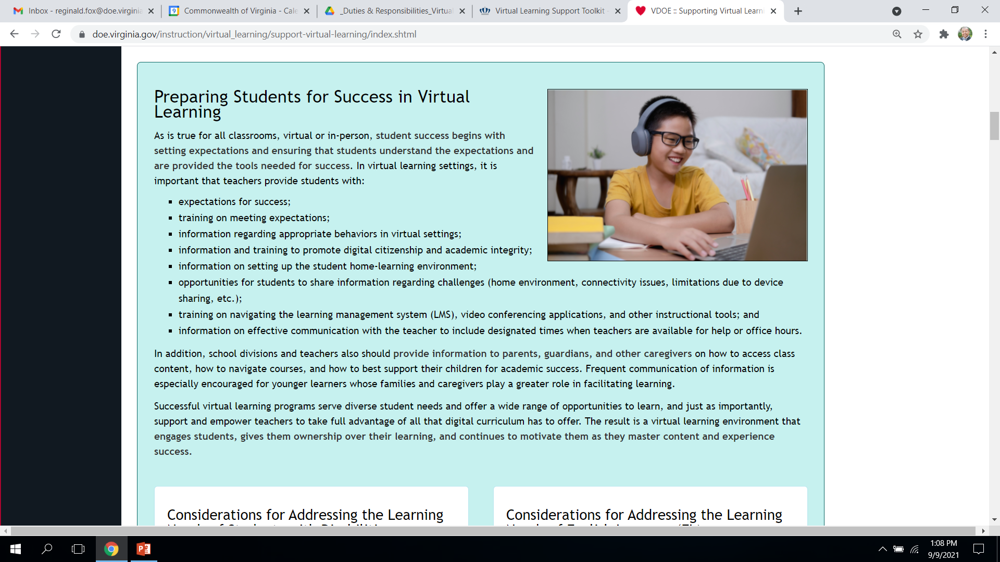 Inbox - reginald.fox@doe.virginia
9
Commonwealth of Virginia - Cale
_Duties & Responsibilities_Virtual
Virtual Learning Support Toolkit -
VDOE :: Supporting Virtual Learni
doe.virginia.gov/instruction/virtual_learning/support-virtual-learning/index.shtml
Preparing Students for Success in Virtual
Learning
As is true for all classrooms, virtual or in-person, student success begins with
setting expectations and ensuring that students understand the expectations and
are provided the tools needed for success. In virtual learning settings, it is
important that teachers provide students with:
expectations for success;
training on meeting expectations;
information regarding appropriate behaviors in virtual settings;
information and training to promote digital citizenship and academic integrity;
information on setting up the student home-learning environment;
opportunities for students to share information regarding challenges (home environment, connectivity issues, limitations due to device
sharing, etc.);
training on navigating the learning management system (LMS), video conferencing applications, and other instructional tools; and
information on effective communication with the teacher to include designated times when teachers are available for help or office hours.
In addition, school divisions and teachers also should provide information to parents, guardians, and other caregivers on how to access class
content, how to navigate courses, and how to best support their children for academic success. Frequent communication of information is
especially encouraged for younger learners whose families and caregivers play a greater role in facilitating learning.
Successful virtual learning programs serve diverse student needs and offer a wide range of opportunities to learn, and just as importantly,
support and empower teachers to take full advantage of all that digital curriculum has to offer. The result is a virtual learning environment that
engages students, gives them ownership over their learning, and continues to motivate them as they master content and experience
success.
Considerations for Addressing the Learning
Considerations for Addressing the Learning
1:08 PM
9/9/2021